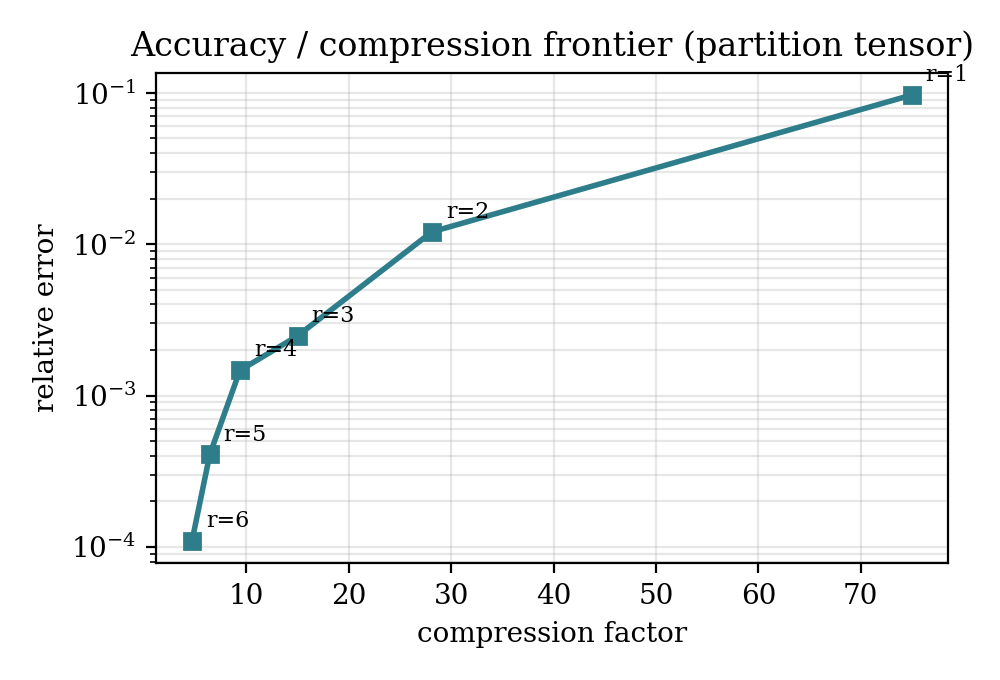 Accuracy / compression frontier (partition tensor)
r=1
10⁻¹
r=2
10⁻²
r=3
r=4
10⁻³
r=5
r=6
10⁻⁴
relative error
10 20 30 40 50 60 70
compression factor